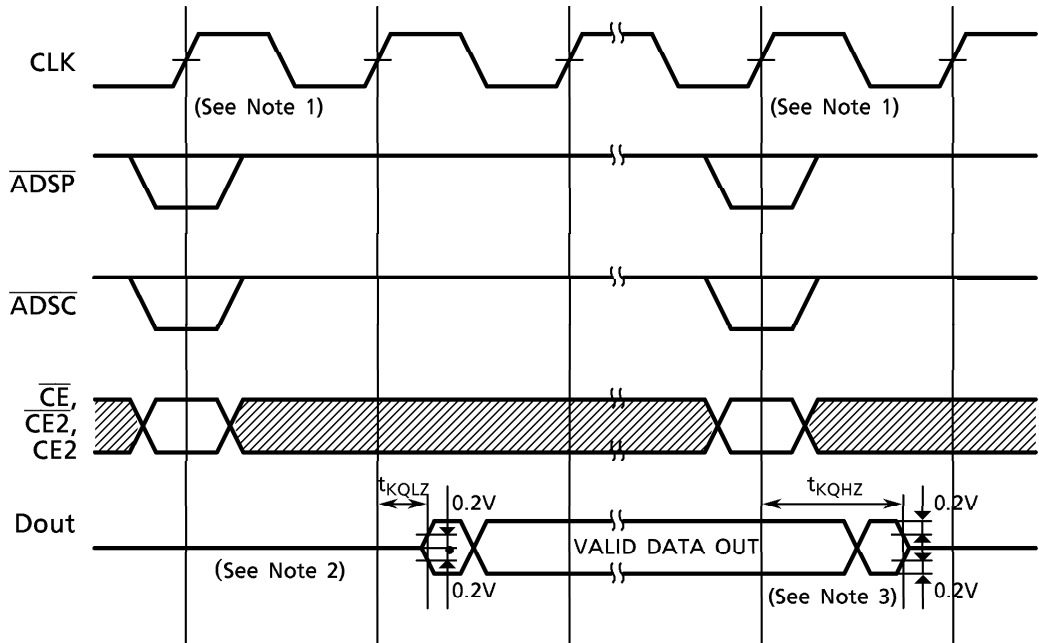 CLK
(See Note 1)
(See Note 1)
ADSP
ADSC
CE,
CE2,
CE2
tKQLZ
0.2V
tKQHZ
0.2V
Dout
VALID DATA OUT
(See Note 2)
0.2V
(See Note 3)
0.2V